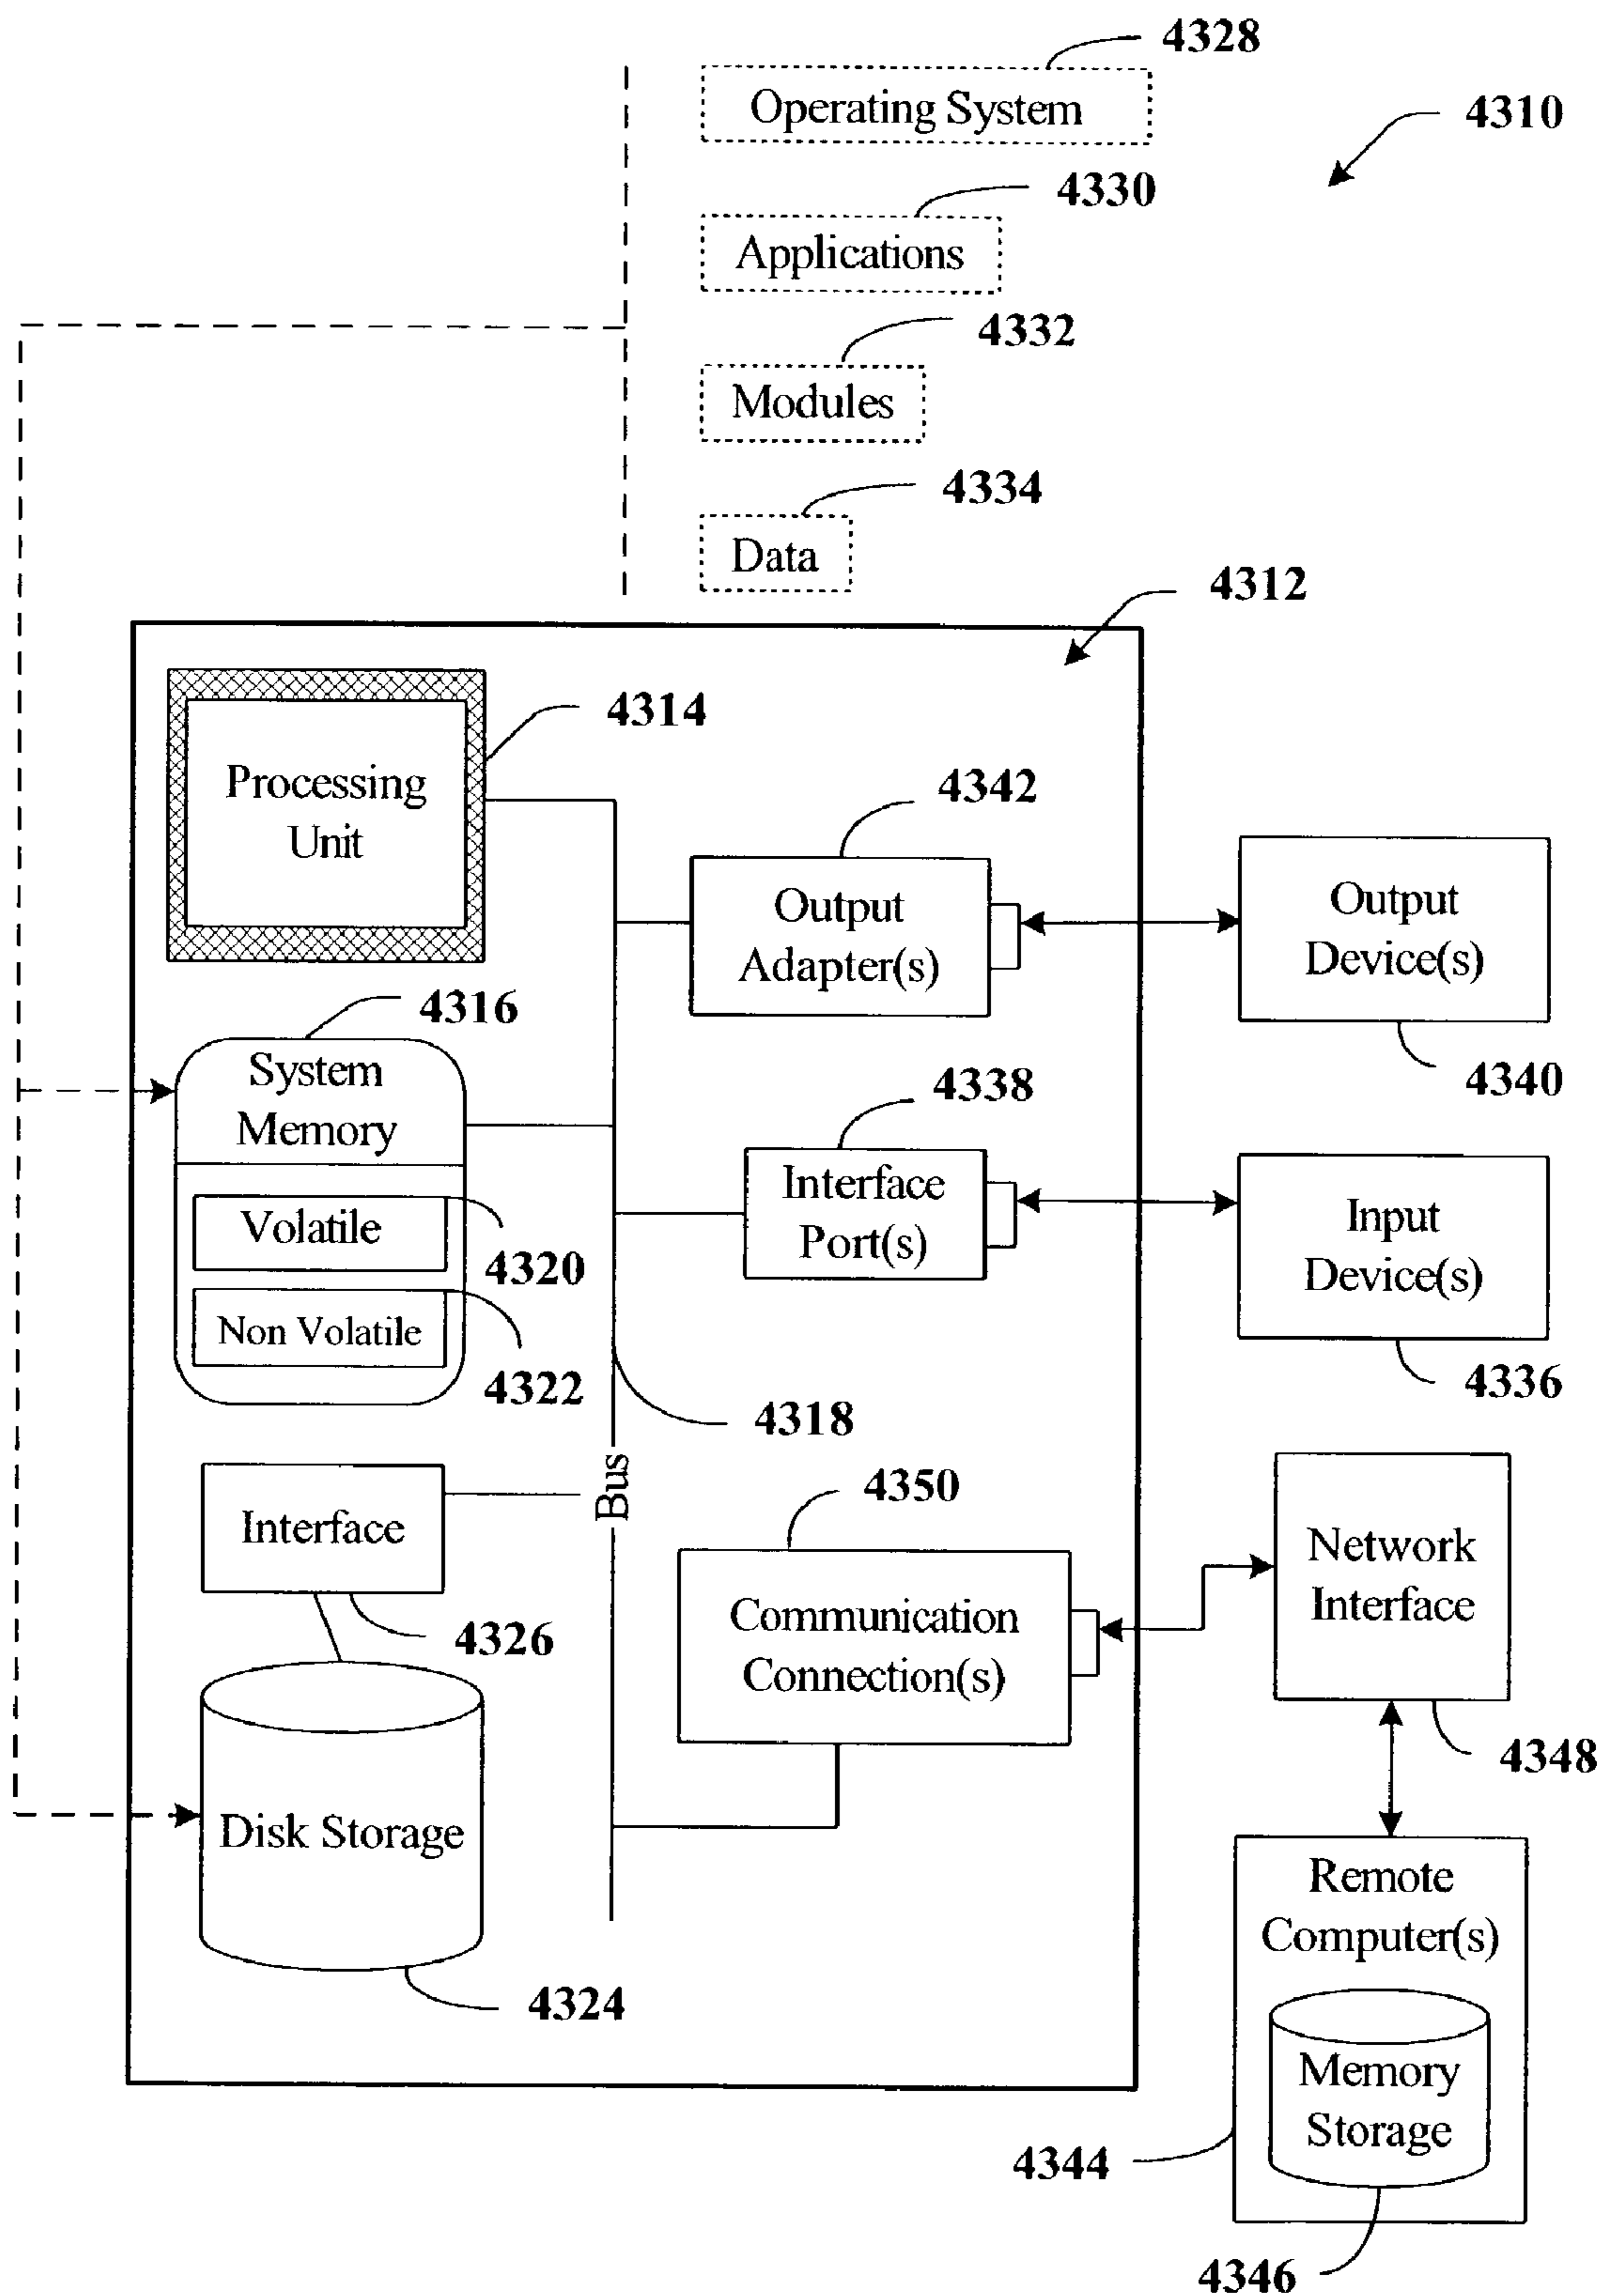 4328
Operating System
4310
4330
Applications
4332
Modules
4334
Data
4312
4314
Processing
Unit
4342
Output
Adapter(s)
Output
Device(s)
4340
4316
System
Memory
Volatile
4320
Non Volatile
4322
4338
Interface
Port(s)
Input
Device(s)
4336
4318
Bus
Interface
4326
4350
Communication
Connection(s)
Network
Interface
4348
Disk Storage
4324
Remote
Computer(s)
Memory
Storage
4344
4346